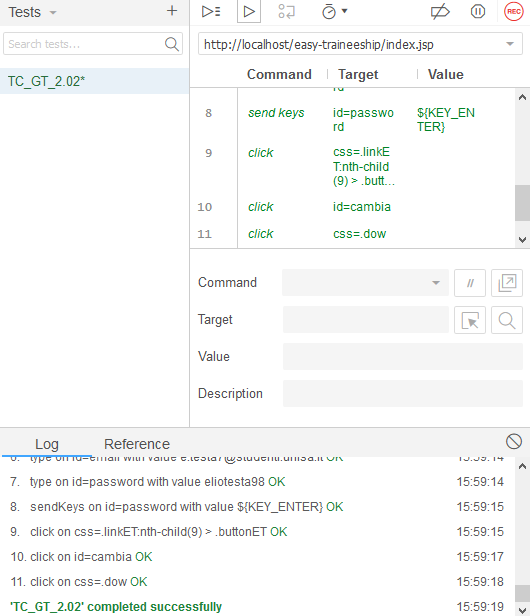 Tests
+
REC
Search tests...
http://localhost/easy-traineeship/index.jsp
TC_GT_2.02*
Command Target Value
rd
8 send keys id=passwo
rd ${KEY_EN
TER}
9 click css=.linkE
T:nth-child
(9) > .butt...
10 click id=cambia
11 click css=.dow
Command
//
Target
Value
Description
Log Reference
6. type on id=email with value e.testa7@studenti.unisa.it OK 15:59:14
7. type on id=password with value eliotesta98 OK 15:59:14
8. sendKeys on id=password with value ${KEY_ENTER} OK 15:59:15
9. click on css=.linkET:nth-child(9) > .buttonET OK 15:59:15
10. click on id=cambia OK 15:59:17
11. click on css=.dow OK 15:59:18
'TC_GT_2.02' completed successfully 15:59:19